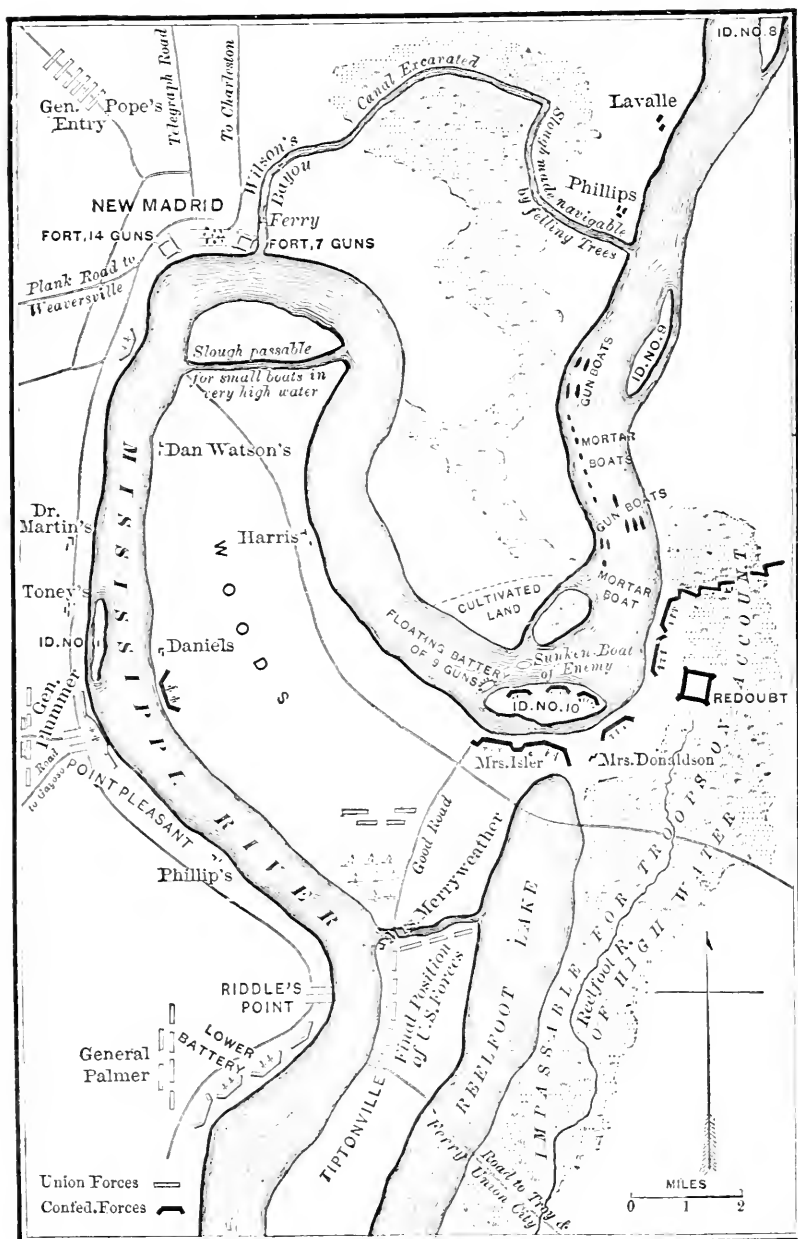 ID. NO. 8
Gen. Pope's
Entry
Telegraph Road
To Charleston
Canal Excavated
Wilson's
Bayou
Slough made navigable
by felling Trees
Lavalle
Phillips
NEW MADRID
Ferry
FORT, 14 GUNS
FORT, 7 GUNS
Plank Road to
Weaversville
Slough passable
for small boats in
very high water
ID. NO. 9
GUN BOATS
MORTAR
BOATS
GUN BOATS
MORTAR
BOAT
Dan Watson's
Dr.
Martin's
Harris
WOODS
Toney's
ID. NO
Daniels
CULTIVATED
LAND
FLOATING BATTERY
OF 9 GUNS
Sunken Boat
of Enemy
ID. NO. 10
REDOUBT
Mrs. Isler
Mrs. Donaldson
Gen.
Plummer
Road
to
POINT PLEASANT
MISSISSIPPI RIVER
Phillip's
Good Road
Merryweather
REELFOOT LAKE
IMPASSABLE FOR TROOPS ON ACCOUNT
OF HIGH WATER
Reelfoot R.
Final Position
of U.S. Forces
RIDDLE'S
POINT
LOWER
BATTERY
General
Palmer
TIPTONVILLE
Ferry
Road to Troy &
Union City
Union Forces
Confed. Forces
MILES
0 1 2